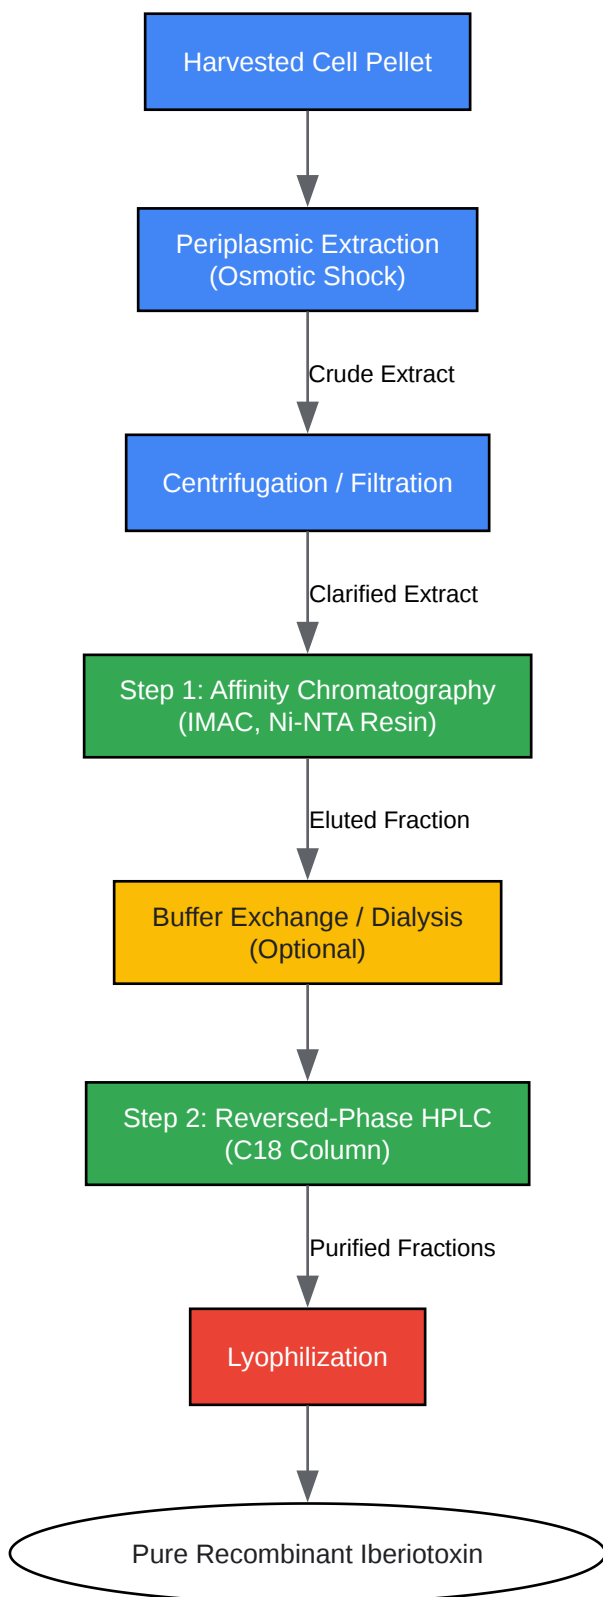 Harvested Cell Pellet
Periplasmic Extraction
(Osmotic Shock)
Crude Extract
Centrifugation / Filtration
Clarified Extract
Step 1: Affinity Chromatography
(IMAC, Ni-NTA Resin)
Eluted Fraction
Buffer Exchange / Dialysis
(Optional)
Step 2: Reversed-Phase HPLC
(C18 Column)
Purified Fractions
Lyophilization
Pure Recombinant Iberiotoxin